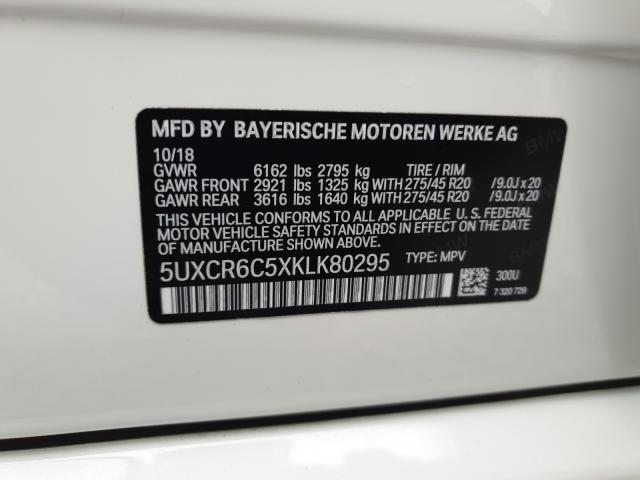 MFD BY BAYERISCHE MOTOREN WERKE AG
10/18
GVWR 6162 lbs 2795 kg TIRE / RIM
GAWR FRONT 2921 lbs 1325 kg WITH 275/45 R20 /9.0J x 20
GAWR REAR 3616 lbs 1640 kg WITH 275/45 R20 /9.0J x 20
THIS VEHICLE CONFORMS TO ALL APPLICABLE U. S. FEDERAL
MOTOR VEHICLE SAFETY STANDARDS IN EFFECT ON THE
DATE OF MANUFACTURE SHOWN ABOVE.
5UXCR6C5XKLK80295 TYPE: MPV
300U
7 320 729
BMW
BMW